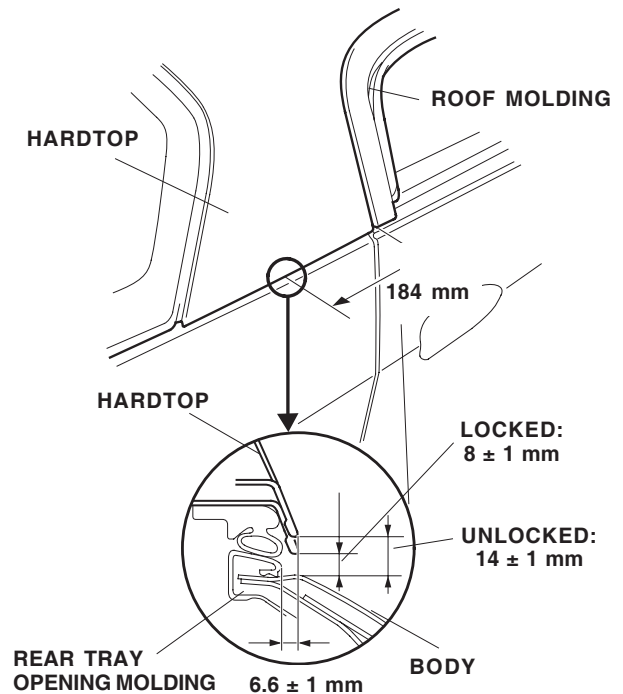 ROOF MOLDING
HARDTOP
184 mm
HARDTOP
LOCKED:
8 ± 1 mm
UNLOCKED:
14 ± 1 mm
REAR TRAY
OPENING MOLDING
6.6 ± 1 mm
BODY